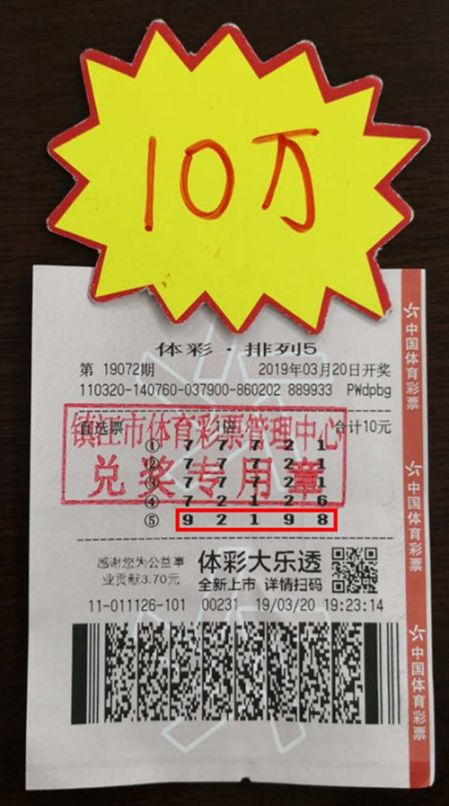 10万
体彩·排列5
第 19072期 2019年03月20日开奖
110320-140760-037900-860202 889933 PWdpbg
直选票 1倍 合计10元
① 7 7 7 2 1
② 7 7 7 2 1
③ 7 7 7 2 1
④ 7 2 1 2 6
⑤ 9 2 1 9 8
镇江市体育彩票管理中心
兑奖专用章
感谢您为公益事
业贡献3.70元
体彩大乐透
全新上市 详情扫码
11-011126-101 00231 19/03/20 19:23:14
中国体育彩票
中国体育彩票
中国体育彩票